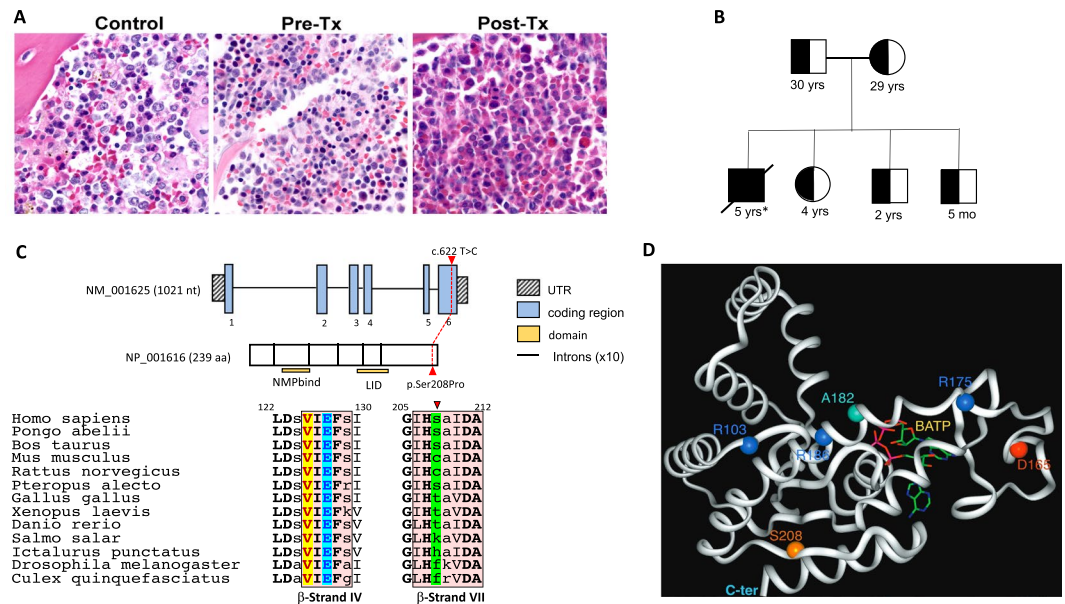 A
Control
Pre-Tx
Post-Tx
B
30 yrs
29 yrs
5 yrs*
4 yrs
2 yrs
5 mo
C
c.622 T>C
NM_001625 (1021 nt)
1
2
3
4
5
6
UTR
coding region
domain
Introns (x10)
NP_001616 (239 aa)
NMPbind
LID
p.Ser208Pro
122
130
205
212
Homo sapiens LDsVIEFsI GIHsaIDA
Pongo abelii LDsVIEFsI GIHsaIDA
Bos taurus LDsVIEFsI GIHsaIDA
Mus musculus LDsVIEFsI GIHcaIDA
Rattus norvegicus LDsVIEFsI GIHcaIDA
Pteropus alecto LDsVIEFrI GIHsaIDA
Gallus gallus LDsVIEFsI GIHtaVDA
Xenopus laevis LDsVIEFkV GIHtaVDA
Danio rerio LDsVIEFsV GLHtaVDA
Salmo salar LDsVIEFsV GLHkaVDA
Ictalurus punctatus LDsVIEFsI GIHhaIDA
Drosophila melanogaster LDaVIEFaI GLHfkVDA
Culex quinquefasciatus LDaVIEFgI GLHfrVDA
β-Strand IV
β-Strand VII
D
A182
R175
BATP
R103
R186
D165
S208
C-ter